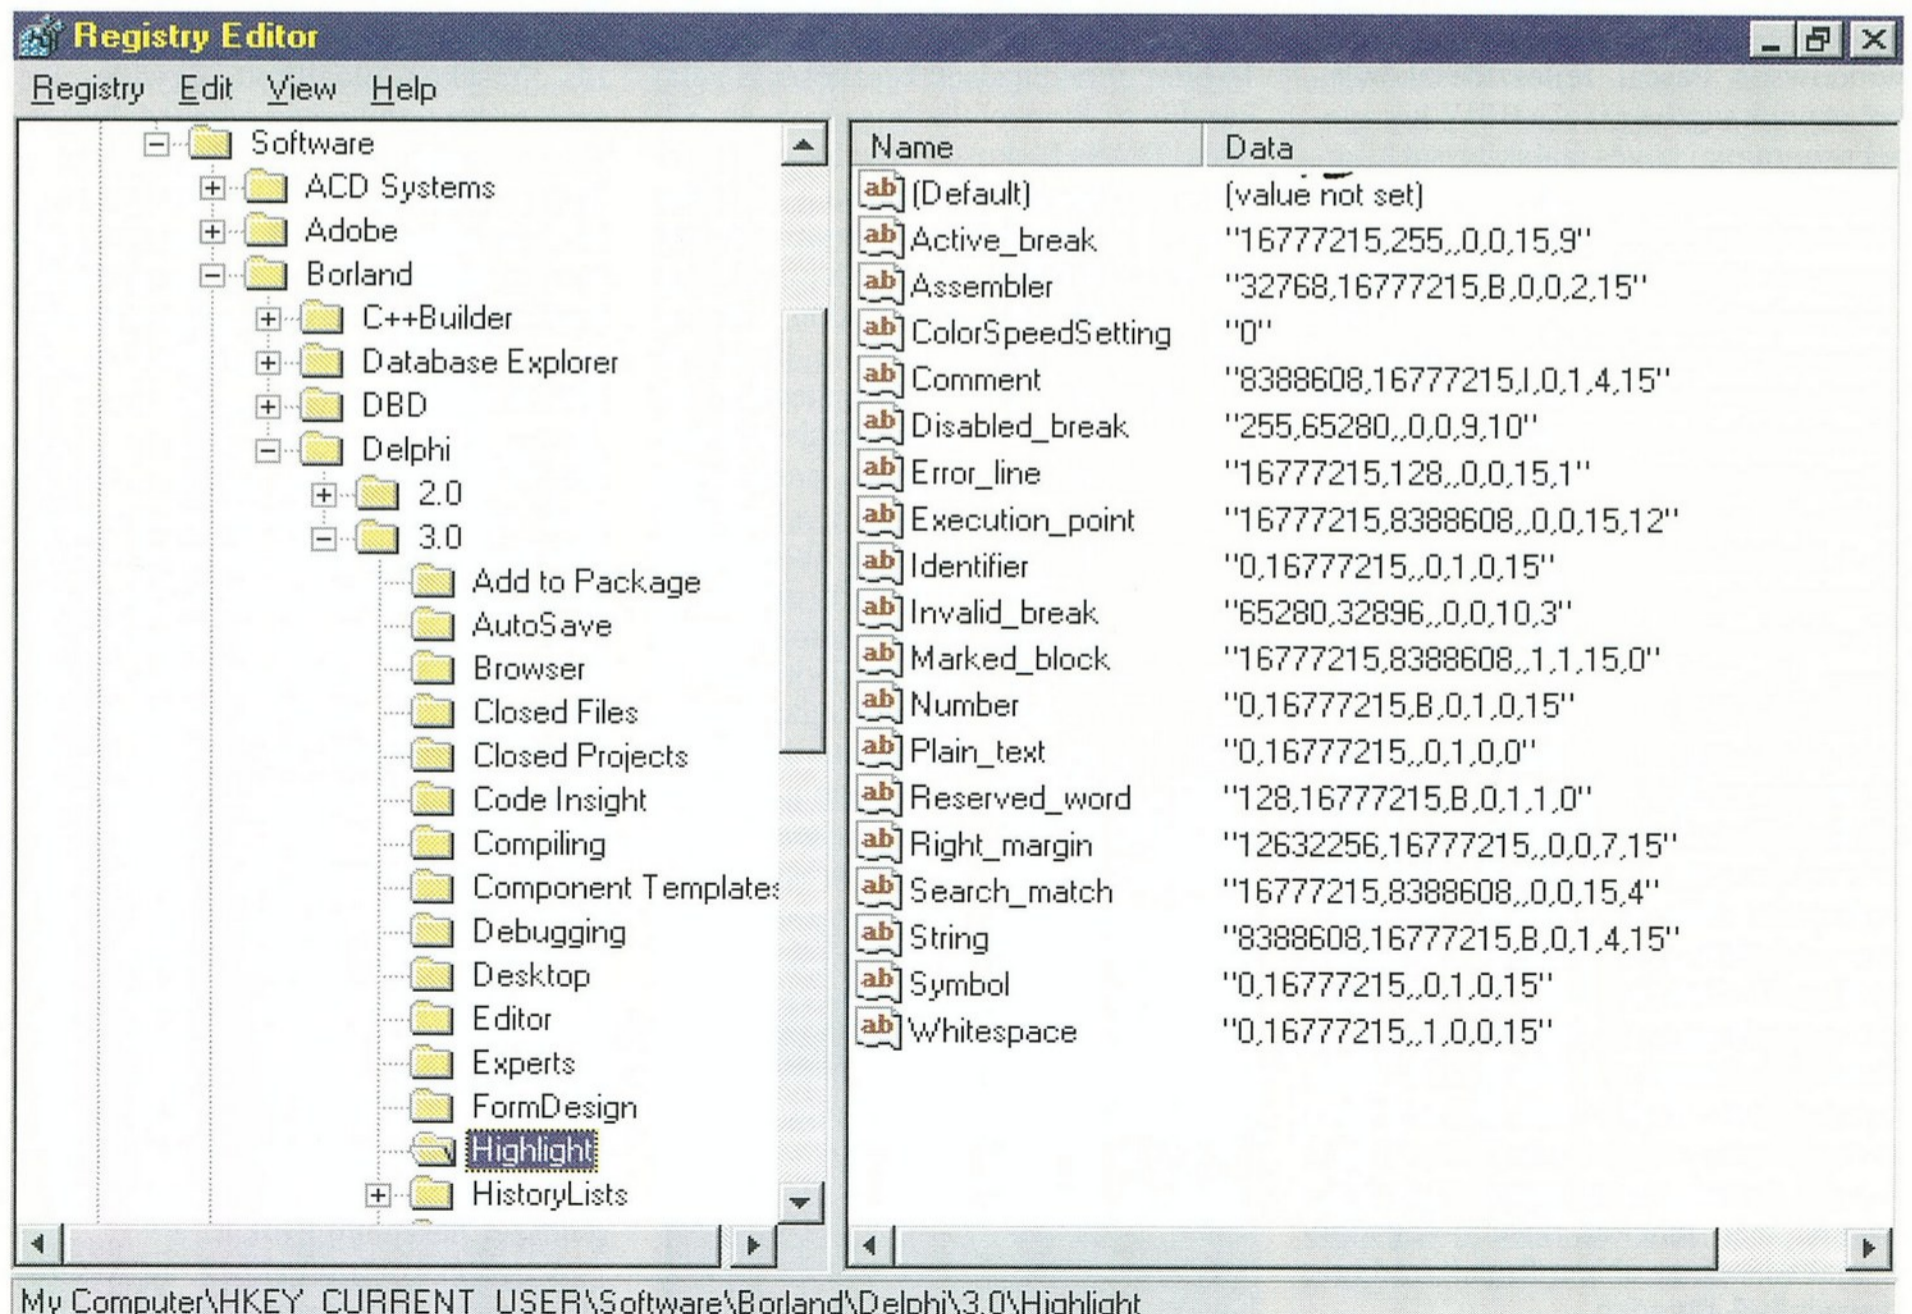 Registry Editor
Registry Edit View Help
Software
ACD Systems
Adobe
Borland
C++Builder
Database Explorer
DBD
Delphi
2.0
3.0
Add to Package
AutoSave
Browser
Closed Files
Closed Projects
Code Insight
Compiling
Component Templates
Debugging
Desktop
Editor
Experts
FormDesign
Highlight
HistoryLists
Name Data
(Default) (value not set)
Active_break "16777215,255,,0,0,15,9"
Assembler "32768,16777215,B,0,0,2,15"
ColorSpeedSetting "0"
Comment "8388608,16777215,I,0,1,4,15"
Disabled_break "255,65280,,0,0,9,10"
Error_line "16777215,128,,0,0,15,1"
Execution_point "16777215,8388608,,0,0,15,12"
Identifier "0,16777215,,0,1,0,15"
Invalid_break "65280,32896,,0,0,10,3"
Marked_block "16777215,8388608,,1,1,15,0"
Number "0,16777215,B,0,1,0,15"
Plain_text "0,16777215,,0,1,0,0"
Reserved_word "128,16777215,B,0,1,1,0"
Right_margin "12632256,16777215,,0,0,7,15"
Search_match "16777215,8388608,,0,0,15,4"
String "8388608,16777215,B,0,1,4,15"
Symbol "0,16777215,,0,1,0,15"
Whitespace "0,16777215,,1,0,0,15"
My Computer\HKEY_CURRENT_USER\Software\Borland\Delphi\3.0\Highlight